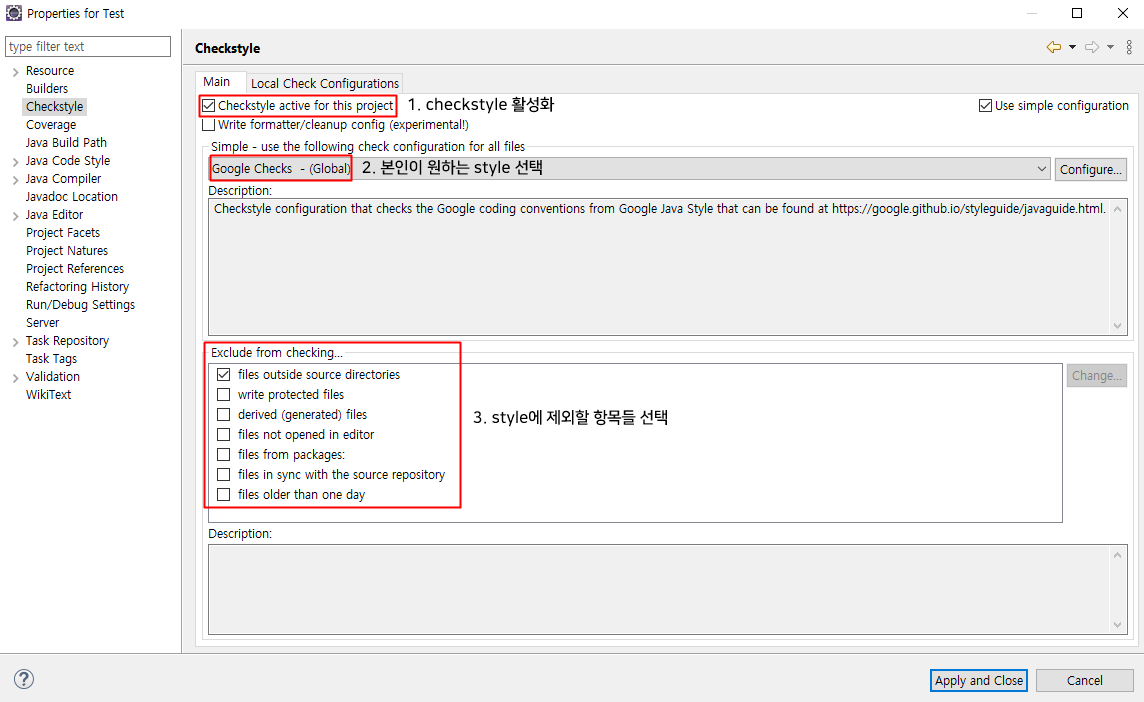 Properties for Test
type filter text
Resource
Builders
Checkstyle
Coverage
Java Build Path
Java Code Style
Java Compiler
Javadoc Location
Java Editor
Project Facets
Project Natures
Project References
Refactoring History
Run/Debug Settings
Server
Task Repository
Task Tags
Validation
WikiText
Checkstyle
Main Local Check Configurations
Checkstyle active for this project 1. checkstyle 활성화 Use simple configuration
Write formatter/cleanup config (experimental!)
Simple - use the following check configuration for all files
Google Checks - (Global) 2. 본인이 원하는 style 선택 Configure...
Description:
Checkstyle configuration that checks the Google coding conventions from Google Java Style that can be found at https://google.github.io/styleguide/javaguide.html.
Exclude from checking...
files outside source directories Change...
write protected files
derived (generated) files
3. style에 제외할 항목들 선택
files not opened in editor
files from packages:
files in sync with the source repository
files older than one day
Description:
? Apply and Close Cancel